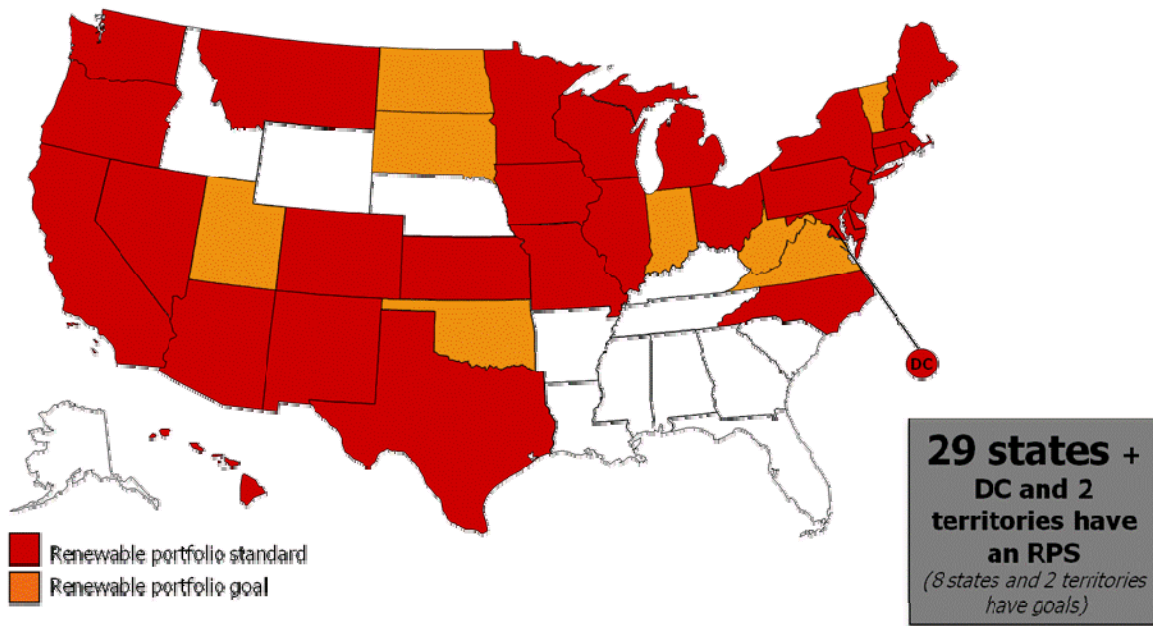 DC
Renewable portfolio standard
Renewable portfolio goal
29 states +
DC and 2
territories have
an RPS
(8 states and 2 territories
have goals)